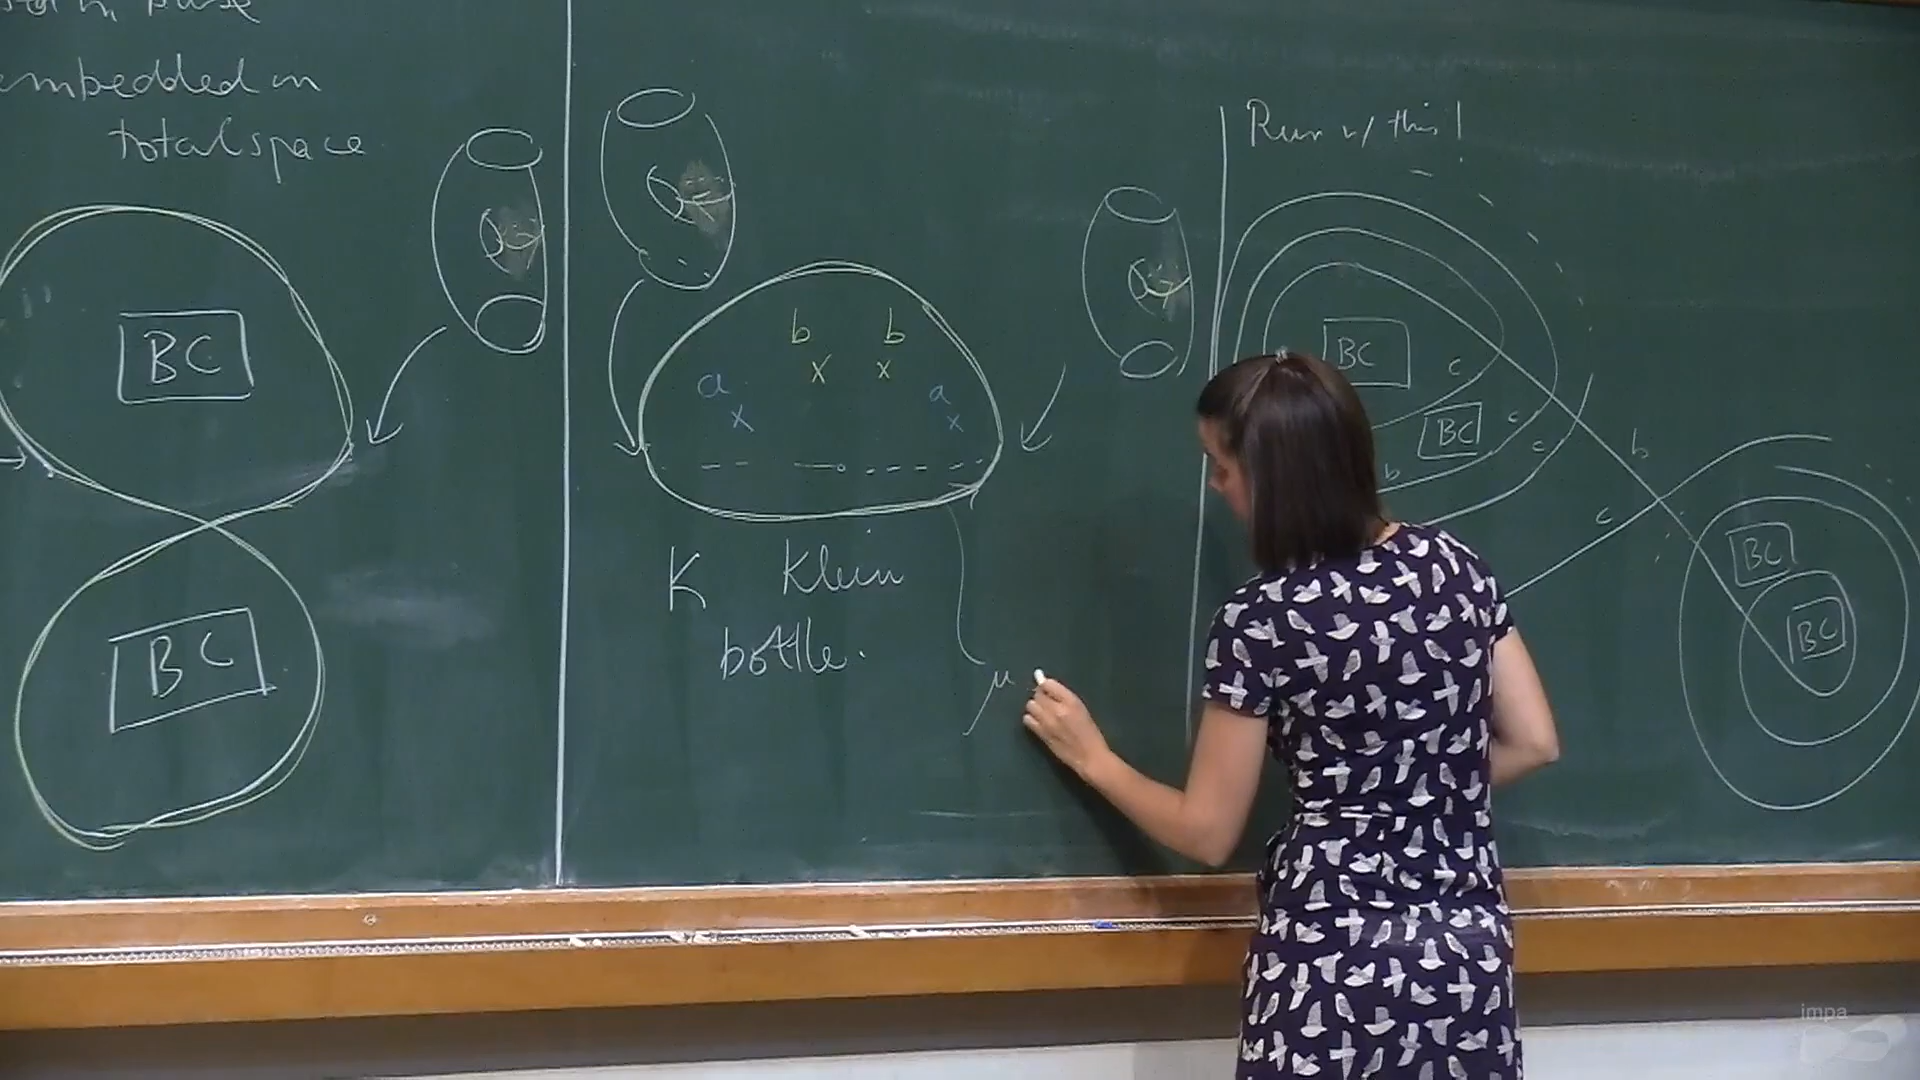 embedded in
total space
BC
BC
b b
x x
a a
x x
K Klein
bottle.
μ
Run w/ this!
BC
c
BC
c
c
b
b
c
BC
BC
impa